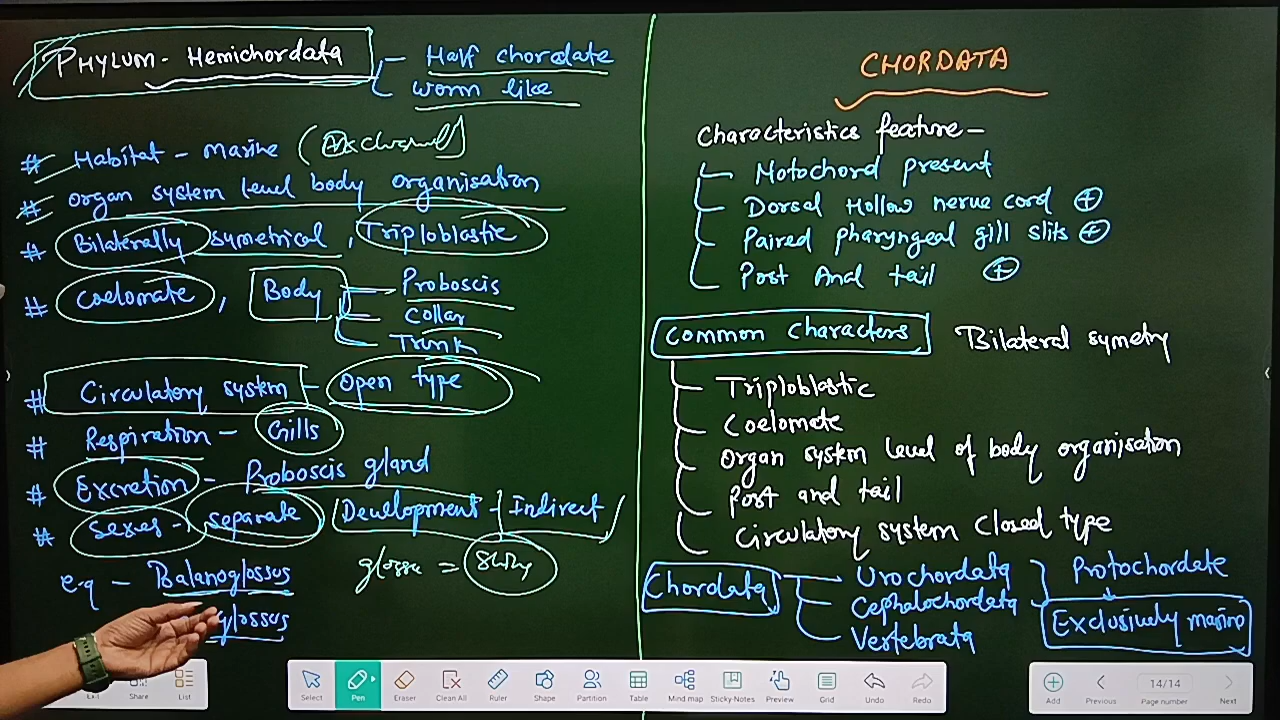 PHYLUM - Hemichordata
Half chordate
worm like
# Habitat - marine
# organ system level body organisation
# Bilaterally symetrical, Triploblastic
# Coelomate, Body
Proboscis
Collar
Trunk
# Circulatory system - Open type
# Respiration - Gills
# Excretion - Proboscis gland
# Sexes - separate Development - Indirect
e.g - Balanoglossus
glossus
CHORDATA
Characteristics feature -
Notochord present
Dorsal Hollow nerve cord +
Paired pharyngeal gill slits +
Post And tail +
Common characters Bilateral symetry
Triploblastic
Coelomate
Organ system level of body organisation
Post and tail
Circulatory system Closed type
Chordata
Urochordata
Cephalochordata
Vertebrata
Protochordate
Exclusively marine
Exit Share List
Select Pen Eraser Clean All Ruler Shape Partition Table Mind map Sticky Notes Preview Grid Undo Redo
Add Previous 14/14 Page number Next